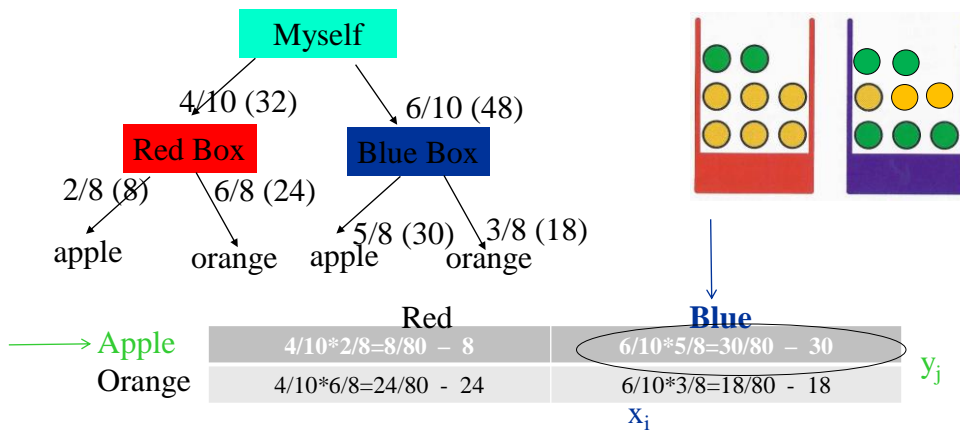 Myself
4/10 (32)
6/10 (48)
Red Box
Blue Box
2/8 (8)
6/8 (24)
5/8 (30)
3/8 (18)
apple
orange
apple
orange
Red
Blue
Apple
4/10*2/8=8/80 – 8
6/10*5/8=30/80 – 30
Orange
4/10*6/8=24/80 - 24
6/10*3/8=18/80 - 18
yj
xi